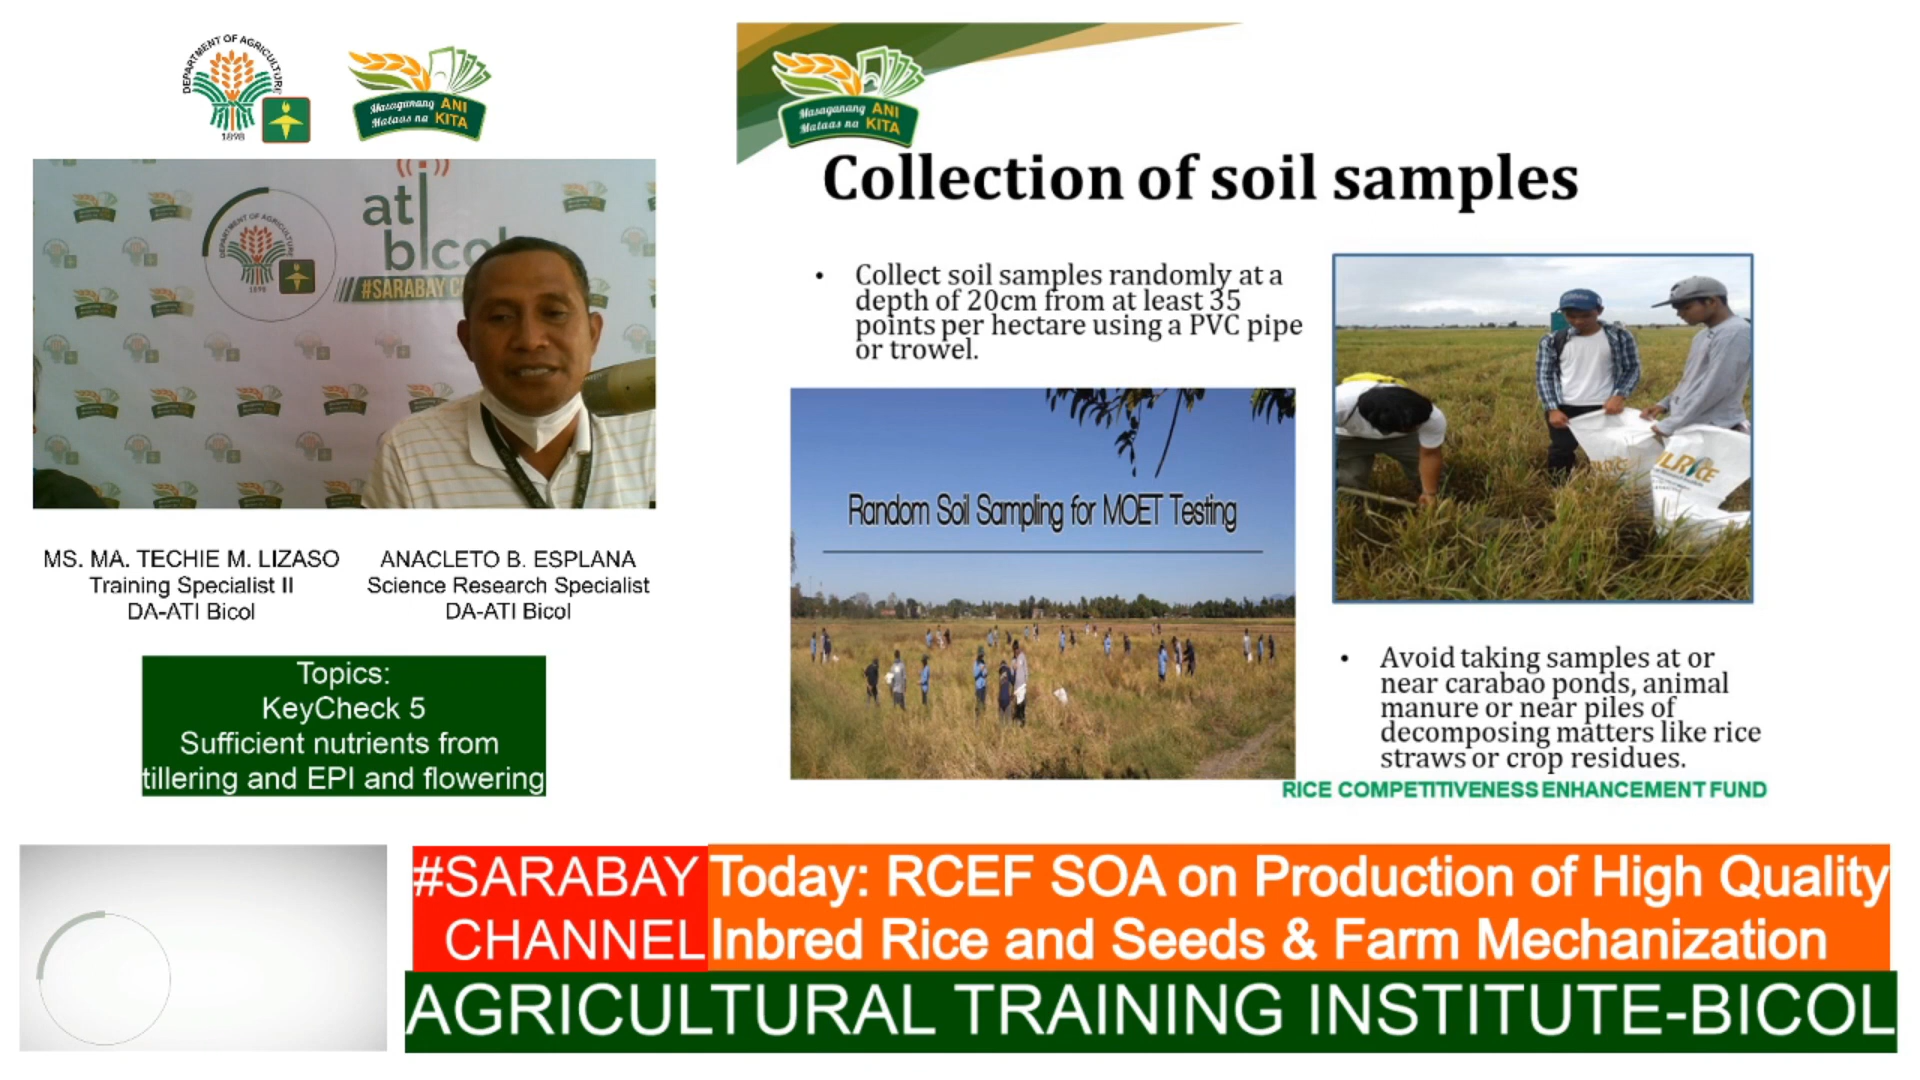 DEPARTMENT OF AGRICULTURE
1898
Masaganang ANI
Mataas na KITA
ati
bicol
DEPARTMENT OF AGRICULTURE
1898
#SARABAY C
MS. MA. TECHIE M. LIZASO
Training Specialist II
DA-ATI Bicol
ANACLETO B. ESPLANA
Science Research Specialist
DA-ATI Bicol
Topics:
KeyCheck 5
Sufficient nutrients from
tillering and EPI and flowering
Masaganang ANI
Mataas na KITA
Collection of soil samples
• Collect soil samples randomly at a
depth of 20cm from at least 35
points per hectare using a PVC pipe
or trowel.
Random Soil Sampling for MOET Testing
• Avoid taking samples at or
near carabao ponds, animal
manure or near piles of
decomposing matters like rice
straws or crop residues.
RICE COMPETITIVENESS ENHANCEMENT FUND
#SARABAY
CHANNEL
Today: RCEF SOA on Production of High Quality
Inbred Rice and Seeds & Farm Mechanization
AGRICULTURAL TRAINING INSTITUTE-BICOL